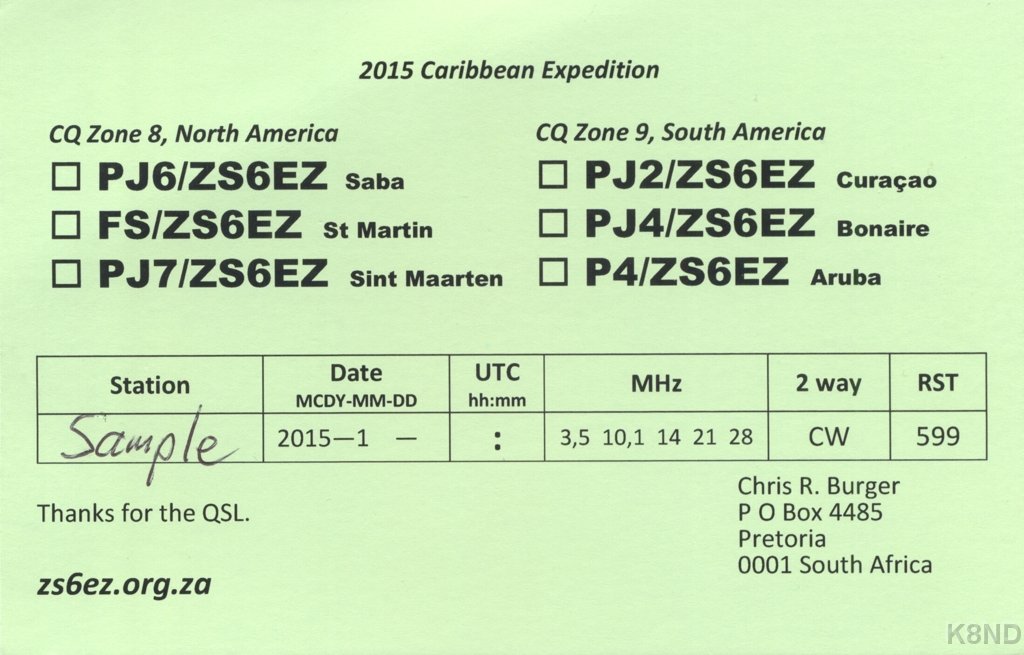 2015 Caribbean Expedition
CQ Zone 8, North America
☐ PJ6/ZS6EZ Saba
☐ FS/ZS6EZ St Martin
☐ PJ7/ZS6EZ Sint Maarten
CQ Zone 9, South America
☐ PJ2/ZS6EZ Curaçao
☐ PJ4/ZS6EZ Bonaire
☐ P4/ZS6EZ Aruba
Station Date UTC MHz 2 way RST
MCDY-MM-DD hh:mm
Sample 2015—1 — : 3,5 10,1 14 21 28 CW 599
Thanks for the QSL.
zs6ez.org.za
Chris R. Burger
P O Box 4485
Pretoria
0001 South Africa
K8ND